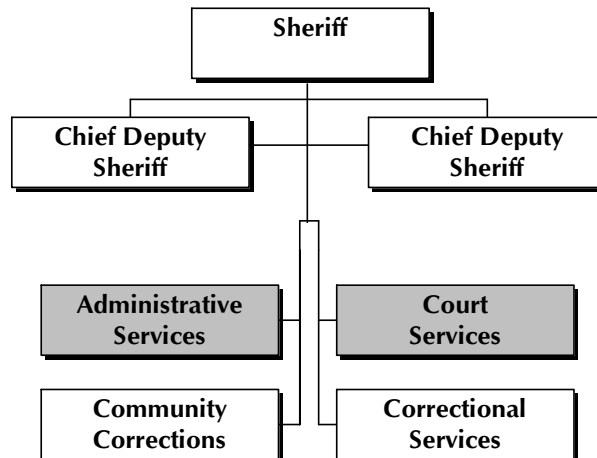 Sheriff
Chief Deputy
Sheriff
Chief Deputy
Sheriff
Administrative
Services
Court
Services
Community
Corrections
Correctional
Services